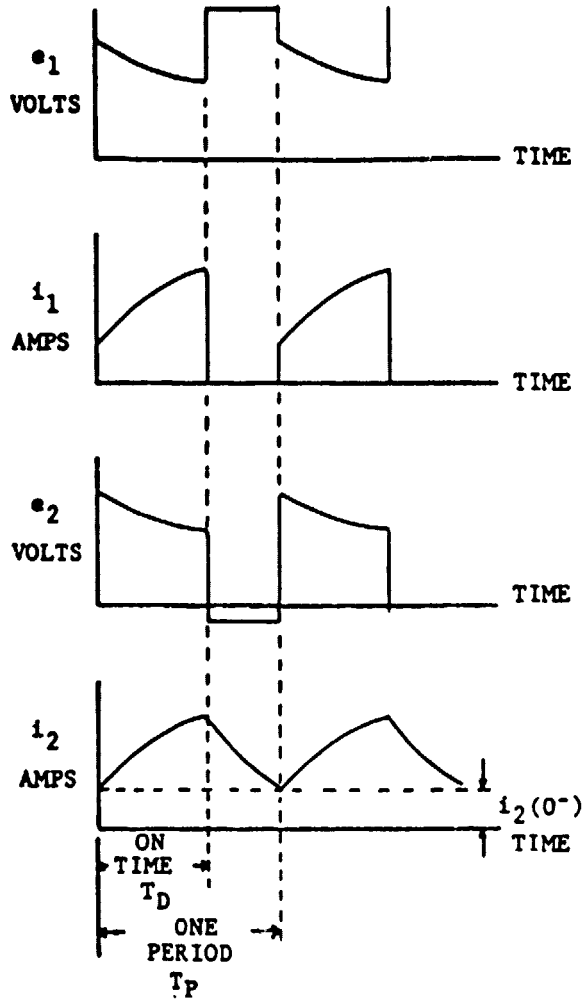 e1
VOLTS
TIME
i1
AMPS
TIME
e2
VOLTS
TIME
i2
AMPS
i2(0-)
TIME
ON
TIME
TD
ONE
PERIOD
TP